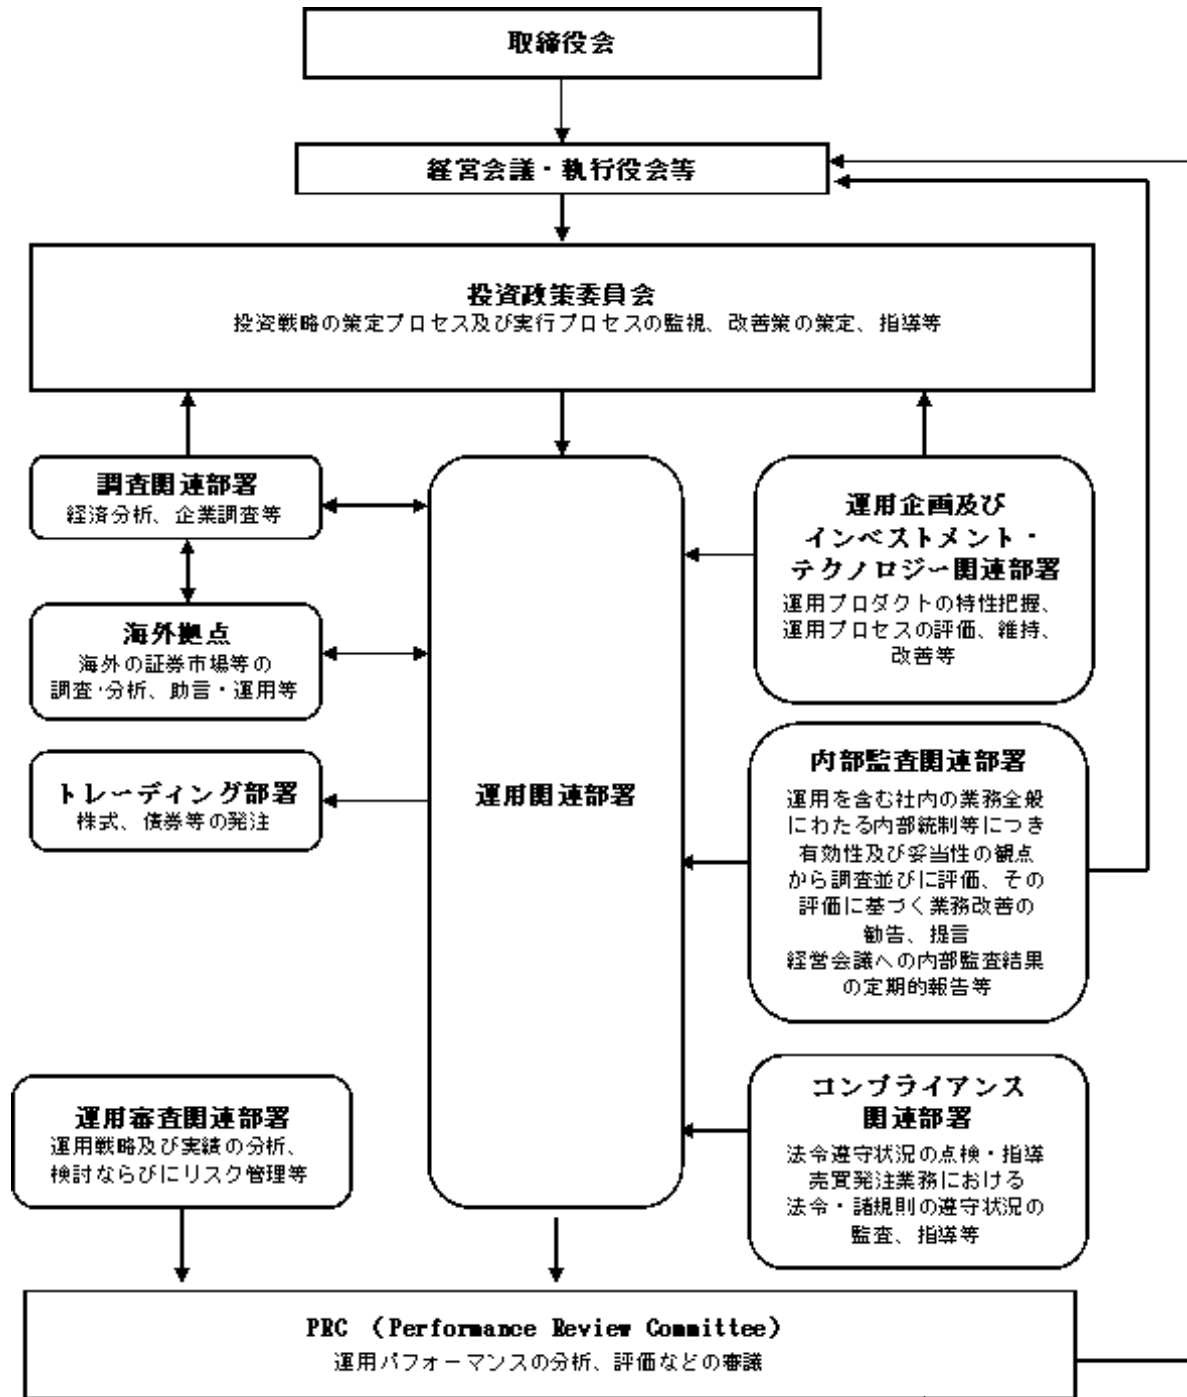 取締役会
経営会議・執行役会等
投資政策委員会
投資戦略の策定プロセス及び実行プロセスの監視、改善策の策定、指導等
調査関連部署
経済分析、企業調査等
海外拠点
海外の証券市場等の
調査・分析、助言・運用等
トレーディング部署
株式、債券等の発注
運用関連部署
運用企画及び
インベストメント・
テクノロジー関連部署
運用プロダクトの特性把握、
運用プロセスの評価、維持、
改善等
内部監査関連部署
運用を含む社内の業務全般
にわたる内部統制等につき
有効性及び妥当性の観点
から調査並びに評価、その
評価に基づく業務改善の
勧告、提言
経営会議への内部監査結果
の定期的報告等
運用審査関連部署
運用戦略及び実績の分析、
検討ならびにリスク管理等
コンプライアンス
関連部署
法令遵守状況の点検・指導
売買発注業務における
法令・諸規則の遵守状況の
監査、指導等
PRC （Performance Review Committee）
運用パフォーマンスの分析、評価などの審議